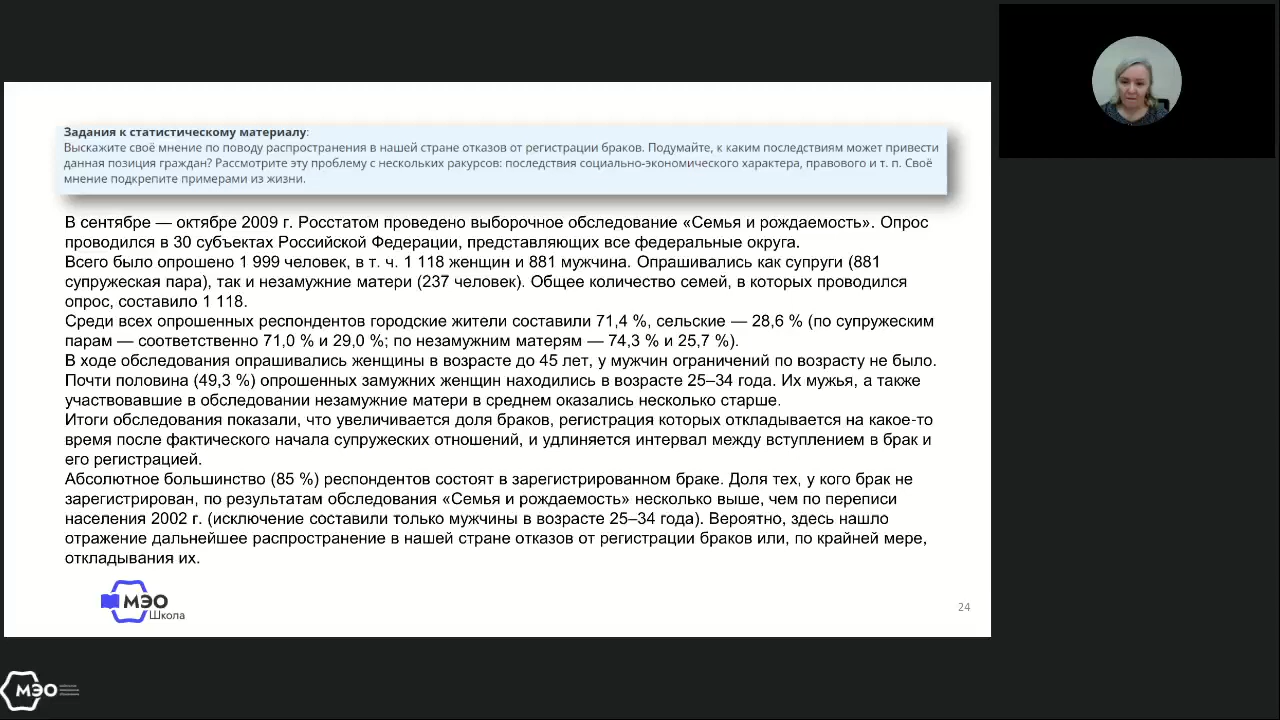 Задания к статистическому материалу:
Выскажите своё мнение по поводу распространения в нашей стране отказов от регистрации браков. Подумайте, к каким последствиям может привести
данная позиция граждан? Рассмотрите эту проблему с нескольких ракурсов: последствия социально-экономического характера, правового и т. п. Своё
мнение подкрепите примерами из жизни.
В сентябре — октябре 2009 г. Росстатом проведено выборочное обследование «Семья и рождаемость». Опрос
проводился в 30 субъектах Российской Федерации, представляющих все федеральные округа.
Всего было опрошено 1 999 человек, в т. ч. 1 118 женщин и 881 мужчина. Опрашивались как супруги (881
супружеская пара), так и незамужние матери (237 человек). Общее количество семей, в которых проводился
опрос, составило 1 118.
Среди всех опрошенных респондентов городские жители составили 71,4 %, сельские — 28,6 % (по супружеским
парам — соответственно 71,0 % и 29,0 %; по незамужним матерям — 74,3 % и 25,7 %).
В ходе обследования опрашивались женщины в возрасте до 45 лет, у мужчин ограничений по возрасту не было.
Почти половина (49,3 %) опрошенных замужних женщин находились в возрасте 25–34 года. Их мужья, а также
участвовавшие в обследовании незамужние матери в среднем оказались несколько старше.
Итоги обследования показали, что увеличивается доля браков, регистрация которых откладывается на какое-то
время после фактического начала супружеских отношений, и удлиняется интервал между вступлением в брак и
его регистрацией.
Абсолютное большинство (85 %) респондентов состоят в зарегистрированном браке. Доля тех, у кого брак не
зарегистрирован, по результатам обследования «Семья и рождаемость» несколько выше, чем по переписи
населения 2002 г. (исключение составили только мужчины в возрасте 25–34 года). Вероятно, здесь нашло
отражение дальнейшее распространение в нашей стране отказов от регистрации браков или, по крайней мере,
откладывания их.
МЭО
Школа
24
МЭО